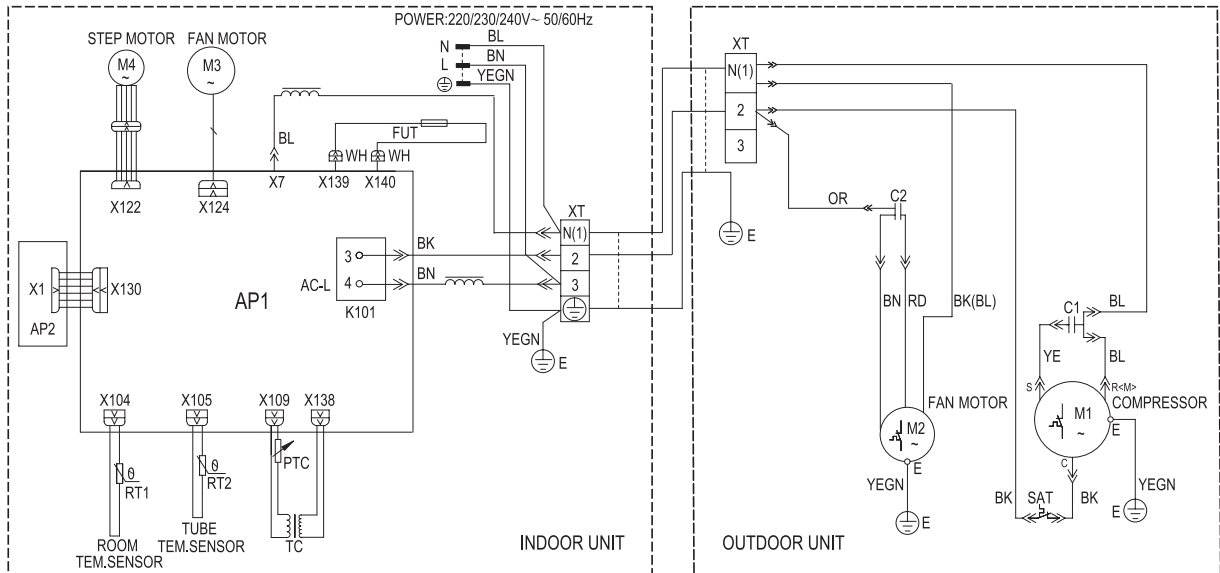 POWER:220/230/240V~ 50/60Hz
STEP MOTOR
FAN MOTOR
M4
~
M3
~
N
L
BL
BN
YEGN
BL
FUT
WH
WH
X7
X139
X140
X122
X124
XT
N(1)
2
3
3
4
BK
BN
AC-L
K101
AP1
X1
X130
AP2
YEGN
E
X104
X105
X109
X138
θ
RT1
θ
RT2
PTC
TC
ROOM
TEM.SENSOR
TUBE
TEM.SENSOR
INDOOR UNIT
XT
N(1)
2
3
E
OR
C2
BN
RD
BK(BL)
C1
BL
YE
BL
S
R<M>
COMPRESSOR
FAN MOTOR
M2
~
M1
~
E
E
C
YEGN
E
BK
SAT
BK
YEGN
E
OUTDOOR UNIT